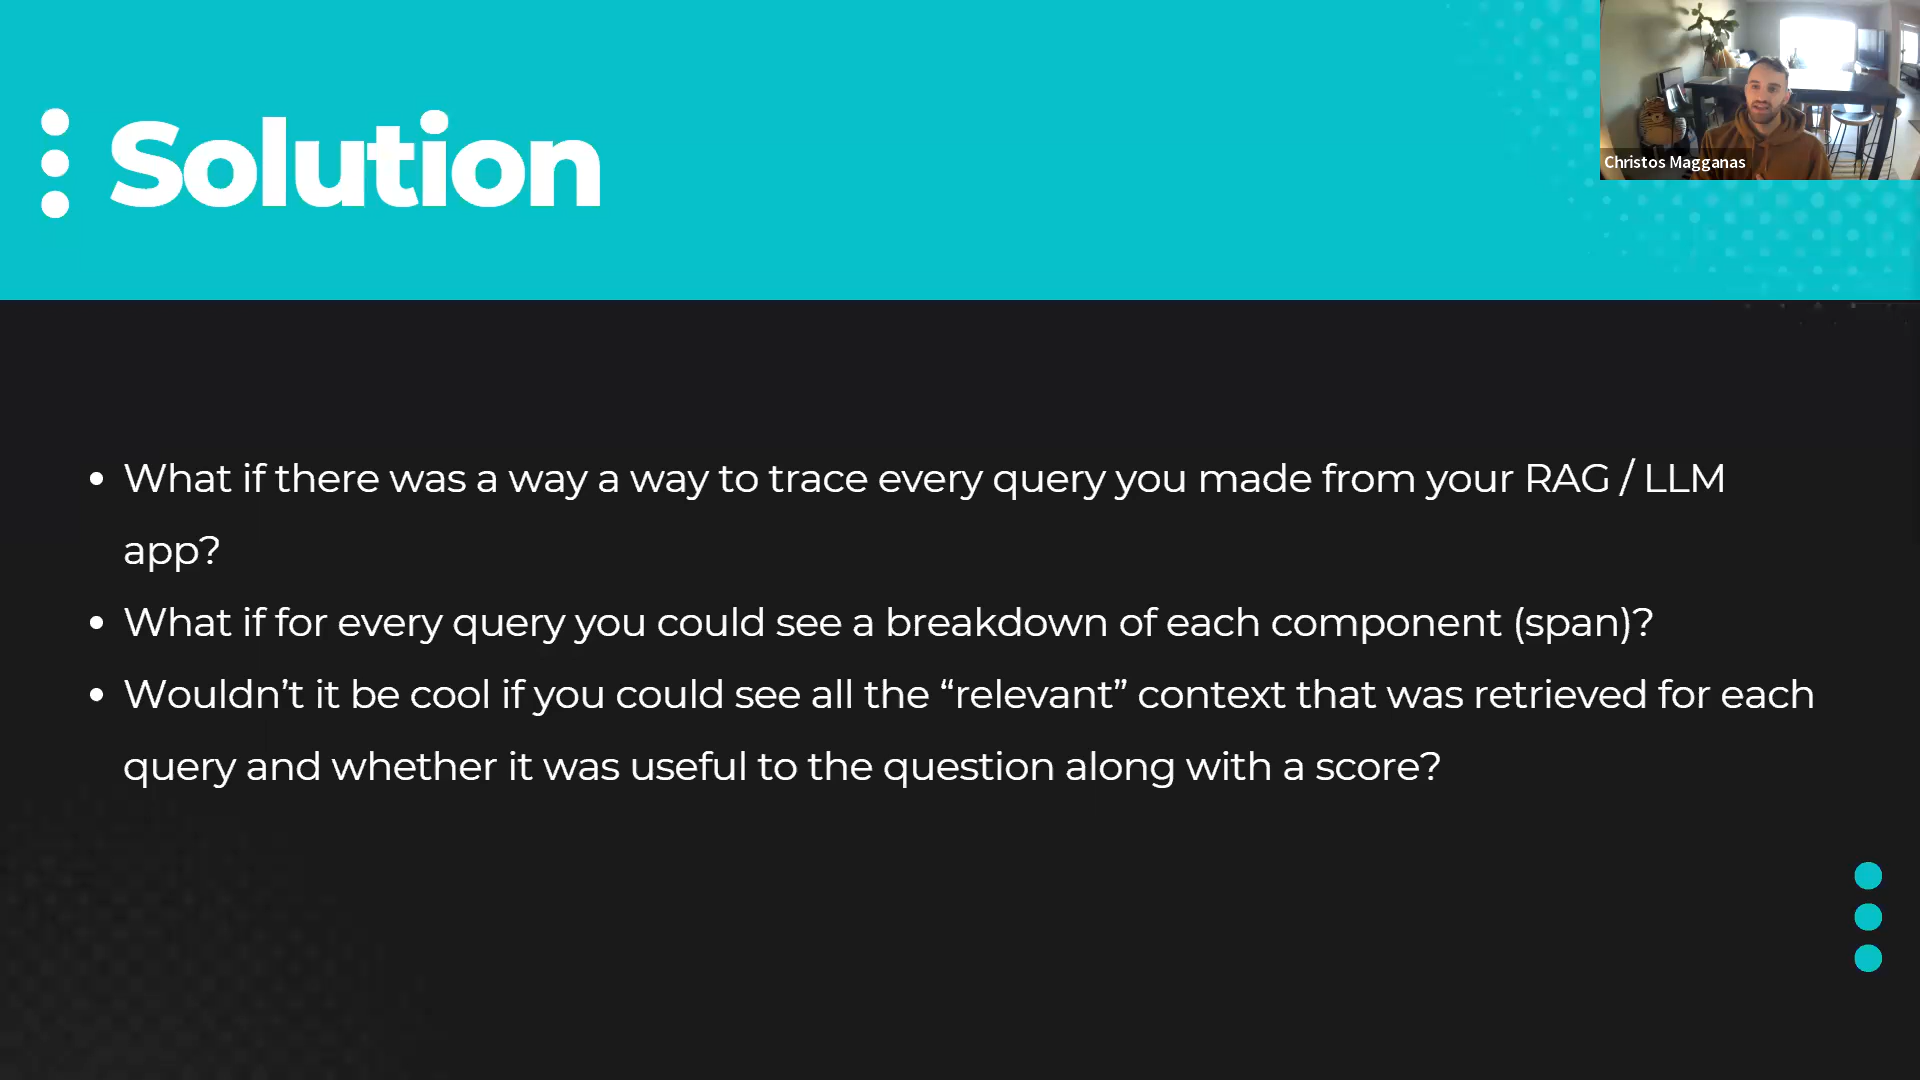 Solution
Christos Magganas
• What if there was a way a way to trace every query you made from your RAG / LLM
app?
• What if for every query you could see a breakdown of each component (span)?
• Wouldn’t it be cool if you could see all the “relevant” context that was retrieved for each
query and whether it was useful to the question along with a score?